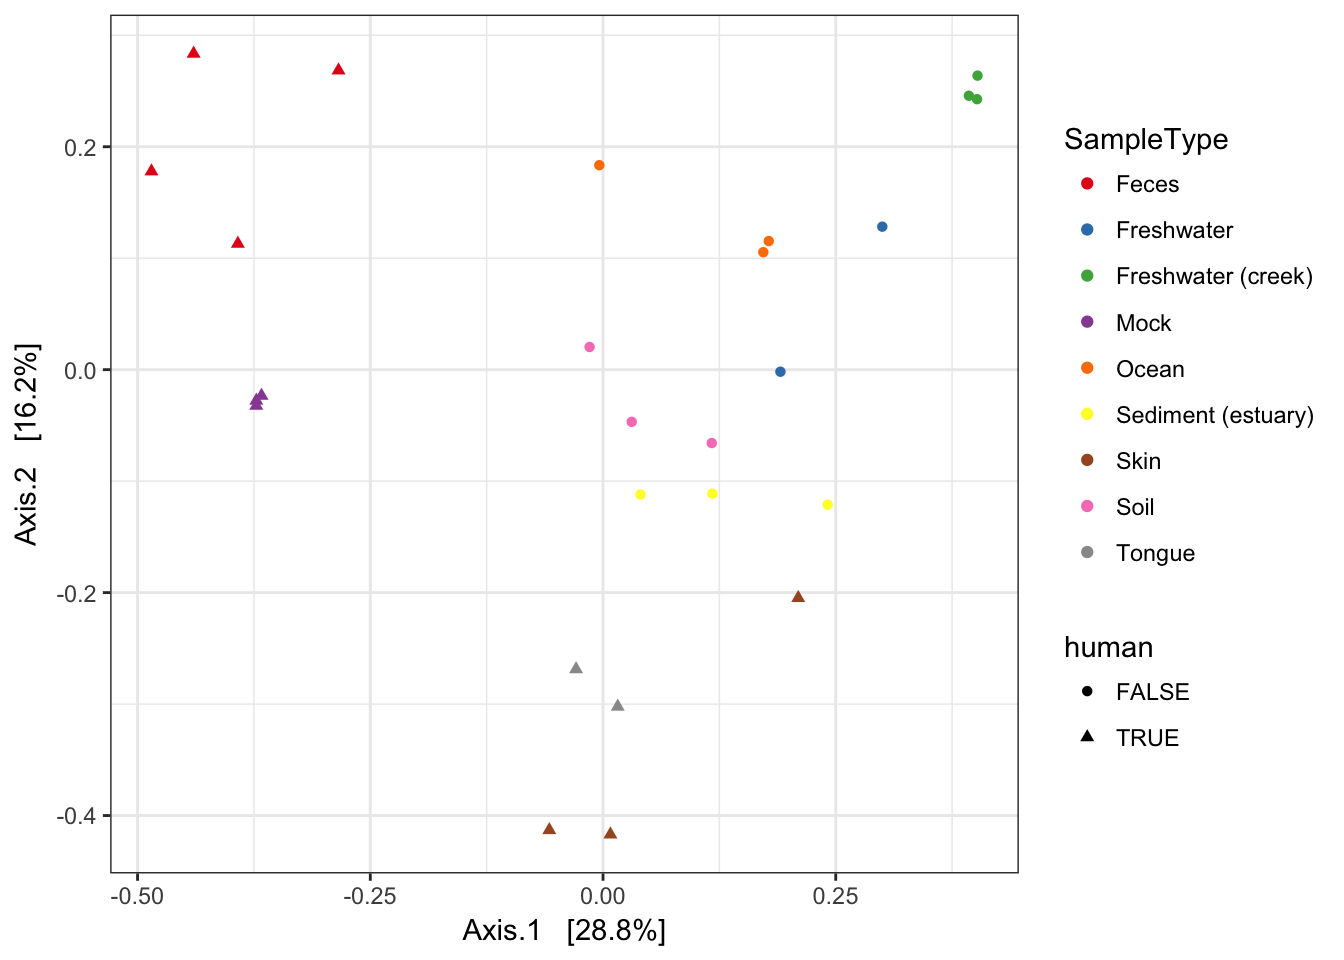 0.2
0.0
-0.2
-0.4
Axis.2 [16.2%]
-0.50
-0.25
0.00
0.25
Axis.1 [28.8%]
SampleType
Feces
Freshwater
Freshwater (creek)
Mock
Ocean
Sediment (estuary)
Skin
Soil
Tongue
human
FALSE
TRUE